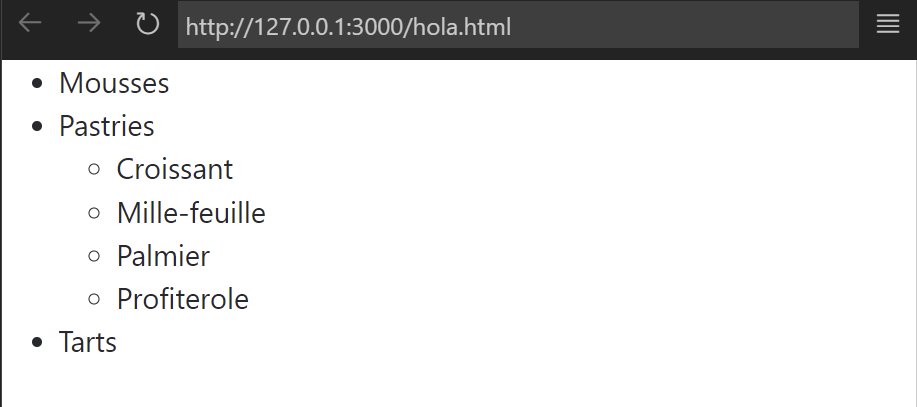 http://127.0.0.1:3000/hola.html
Mousses
Pastries
Croissant
Mille-feuille
Palmier
Profiterole
Tarts